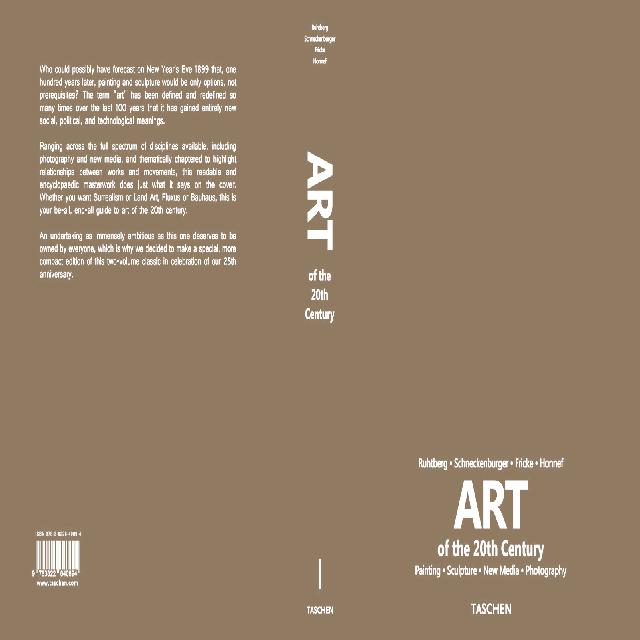 Who could possibly have forecast on New Year's Eve 1899 that, one
hundred years later, painting and sculpture would be only options, not
prerequisites? The term "art" has been defined and redefined so
many times over the last 100 years that it has gained entirely new
social, political, and technological meanings.
Ranging across the full spectrum of disciplines available, including
photography and new media, and thematically chaptered to highlight
relationships between works and movements, this readable and
encyclopaedic masterwork does just what it says on the cover.
Whether you want Surrealism or Land Art, Fluxus or Bauhaus, this is
your be-all, end-all guide to art of the 20th century.
An undertaking as immensely ambitious as this one deserves to be
owned by everyone, which is why we decided to make a special, more
compact edition of this two-volume classic in celebration of our 25th
anniversary.
www.taschen.com
Ruhrberg
Schneckenburger
Fricke
Honnef
ART
of the
20th
Century
TASCHEN
Ruhrberg • Schneckenburger • Fricke • Honnef
ART
of the 20th Century
Painting • Sculpture • New Media • Photography
TASCHEN